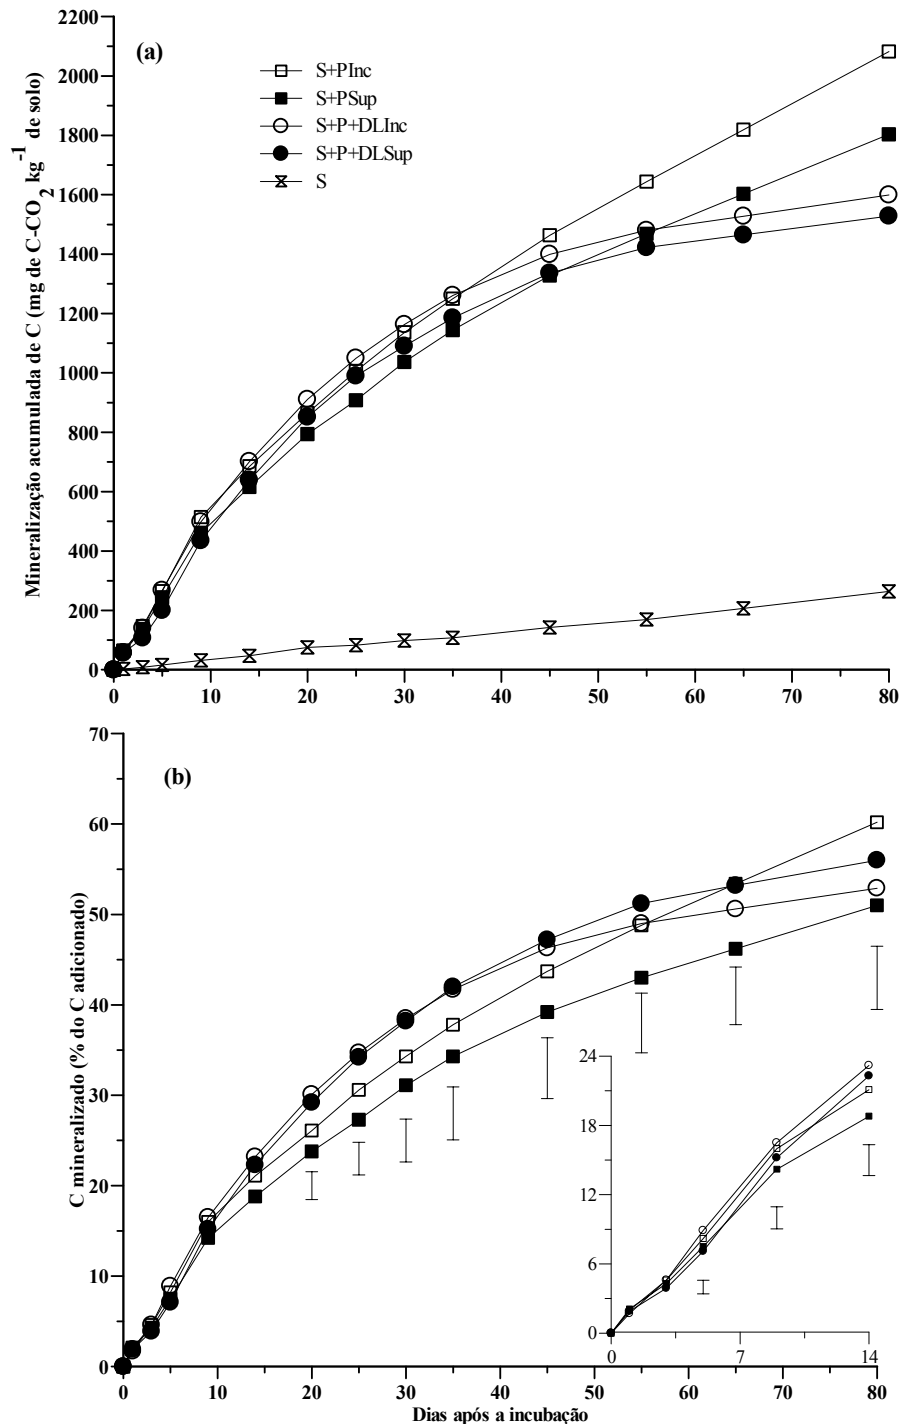 2200
(a)
2000
S+PInc
S+PSup
1800
S+P+DLInc
1600
S+P+DLSup
S
1400
1200
1000
800
600
400
200
0
Mineralização acumulada de C (mg de C-CO2 kg-1 de solo)
0 10 20 30 40 50 60 70 80
70
(b)
60
50
40
30
20
10
0
C mineralizado (% do C adicionado)
24
18
12
6
0
0 7 14
0 10 20 30 40 50 60 70 80
Dias após a incubação